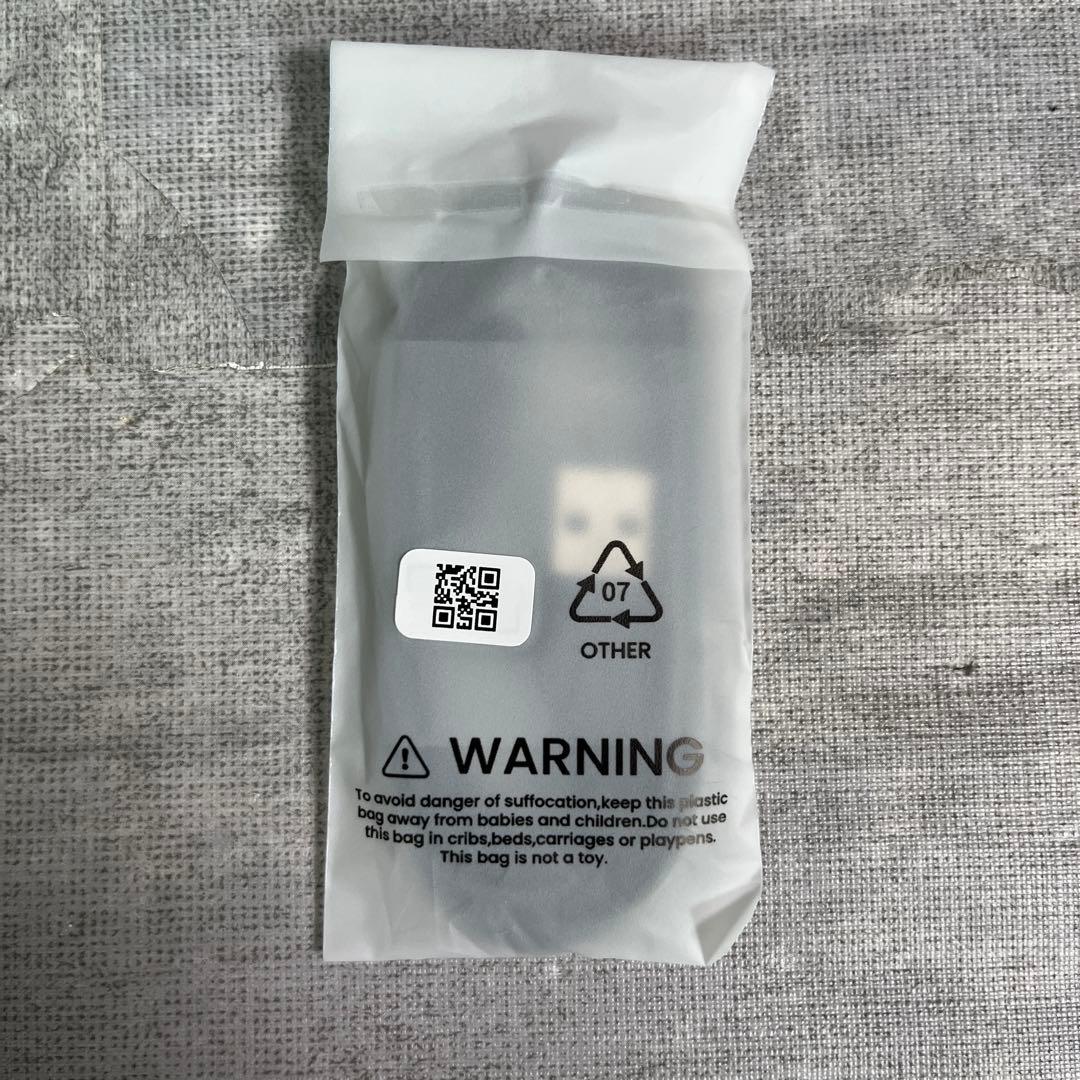 07
OTHER
WARNING
To avoid danger of suffocation,keep this plastic
bag away from babies and children.Do not use
this bag in cribs,beds,carriages or playpens.
This bag is not a toy.